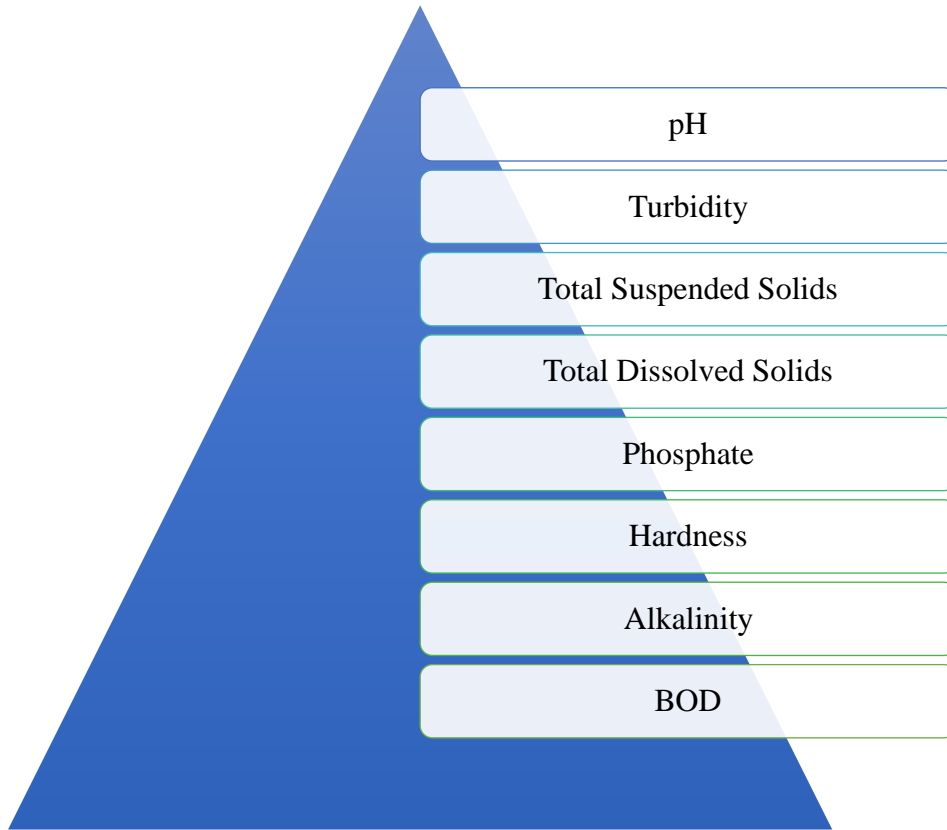 pH
Turbidity
Total Suspended Solids
Total Dissolved Solids
Phosphate
Hardness
Alkalinity
BOD